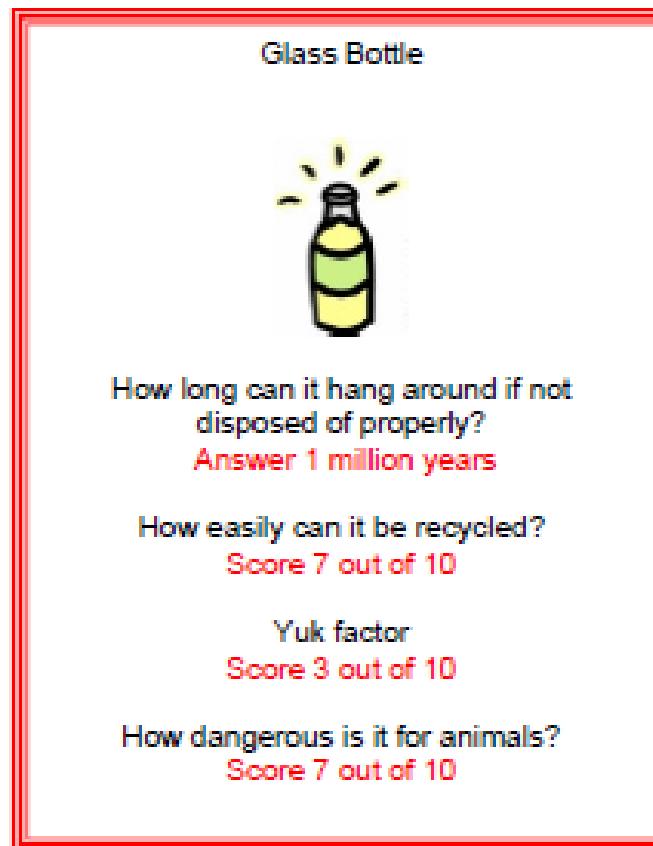 Glass Bottle
How long can it hang around if not
disposed of properly?
Answer 1 million years
How easily can it be recycled?
Score 7 out of 10
Yuk factor
Score 3 out of 10
How dangerous is it for animals?
Score 7 out of 10